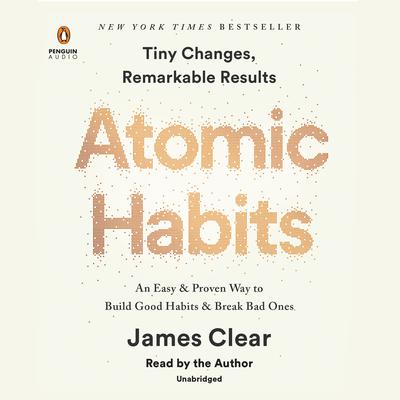 NEW YORK TIMES BESTSELLER
PENGUIN
AUDIO
Tiny Changes,
Remarkable Results
Atomic
Habits
An Easy & Proven Way to
Build Good Habits & Break Bad Ones
James Clear
Read by the Author
Unabridged